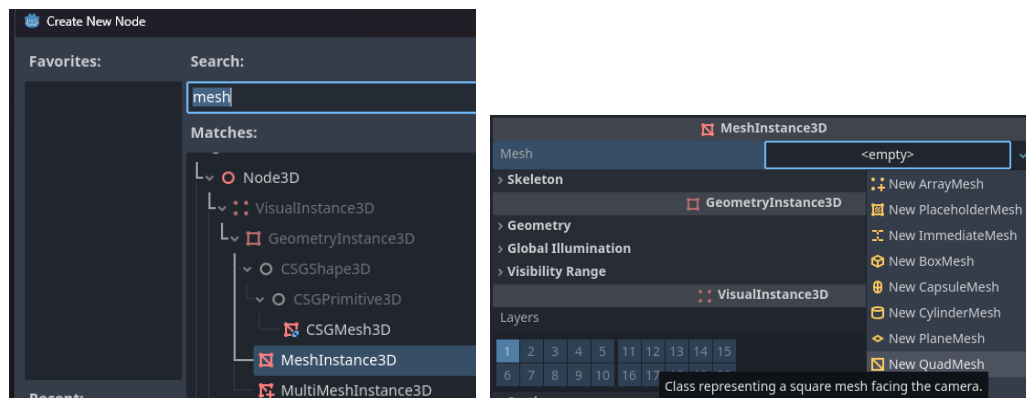 Create New Node
Favorites:
Search:
mesh
Matches:
Node3D
VisualInstance3D
GeometryInstance3D
CSGShape3D
CSGPrimitive3D
CSGMesh3D
MeshInstance3D
MultiMeshInstance3D
Recent:
MeshInstance3D
Mesh
<empty>
Skeleton
GeometryInstance3D
Geometry
Global Illumination
Visibility Range
VisualInstance3D
Layers
1 2 3 4 5 11 12 13 14 15
6 7 8 9 10 16 17
New ArrayMesh
New PlaceholderMesh
New ImmediateMesh
New BoxMesh
New CapsuleMesh
New CylinderMesh
New PlaneMesh
New QuadMesh
Class representing a square mesh facing the camera.